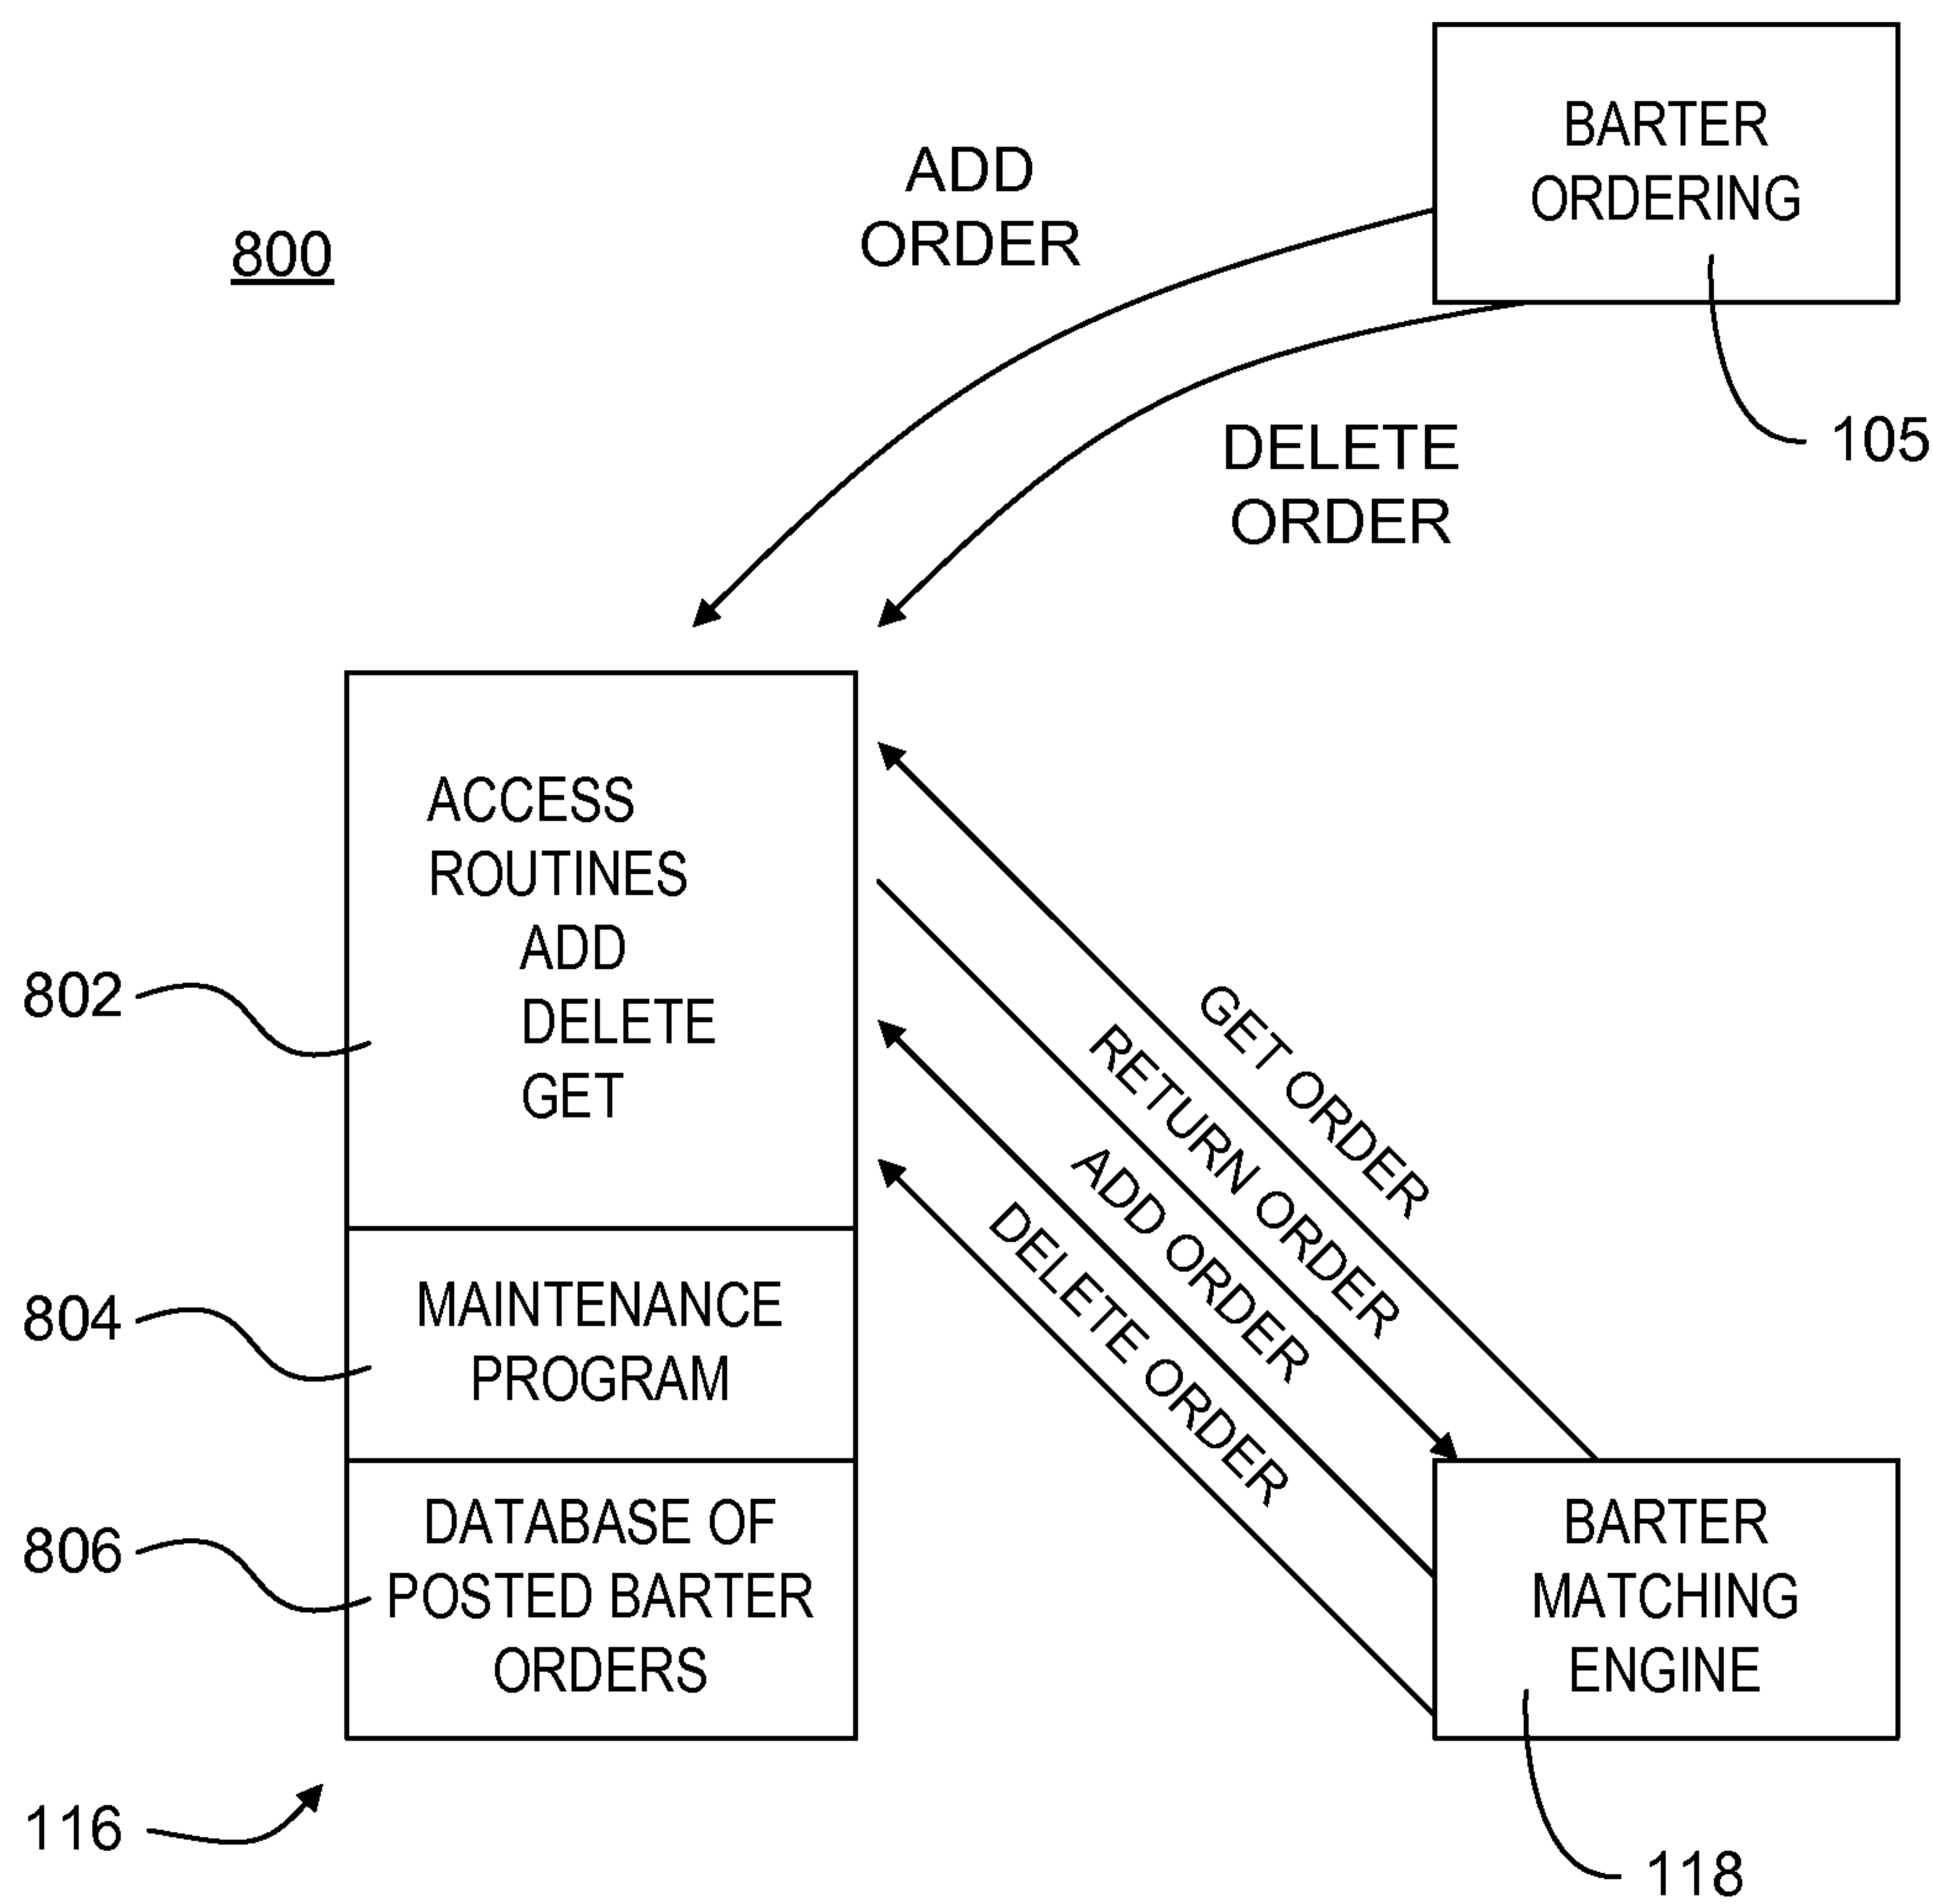 BARTER
ORDERING
ADD
ORDER
800
DELETE
ORDER
105
ACCESS
ROUTINES
ADD
DELETE
GET
802
GET ORDER
RETURN ORDER
ADD ORDER
DELETE ORDER
804
MAINTENANCE
PROGRAM
806
DATABASE OF
POSTED BARTER
ORDERS
BARTER
MATCHING
ENGINE
116
118